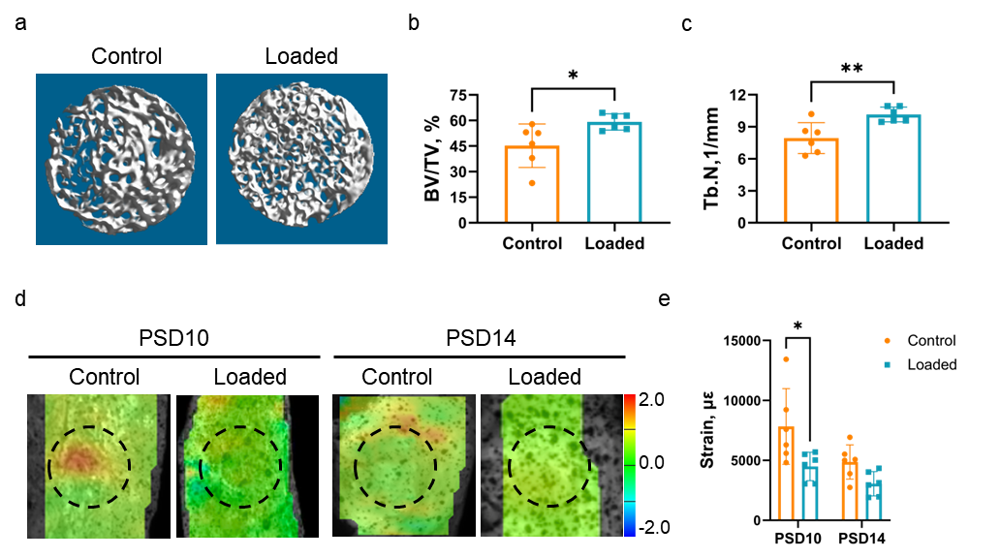 a
Control Loaded
b
*
BV/TV, %
75
60
45
30
15
0
Control Loaded
c
**
Tb.N,1/mm
12
9
6
3
0
Control Loaded
d
PSD10 PSD14
Control Loaded Control Loaded
2.0
0.0
-2.0
e
*
Strain, µε
15000
10000
5000
0
PSD10 PSD14
Control
Loaded